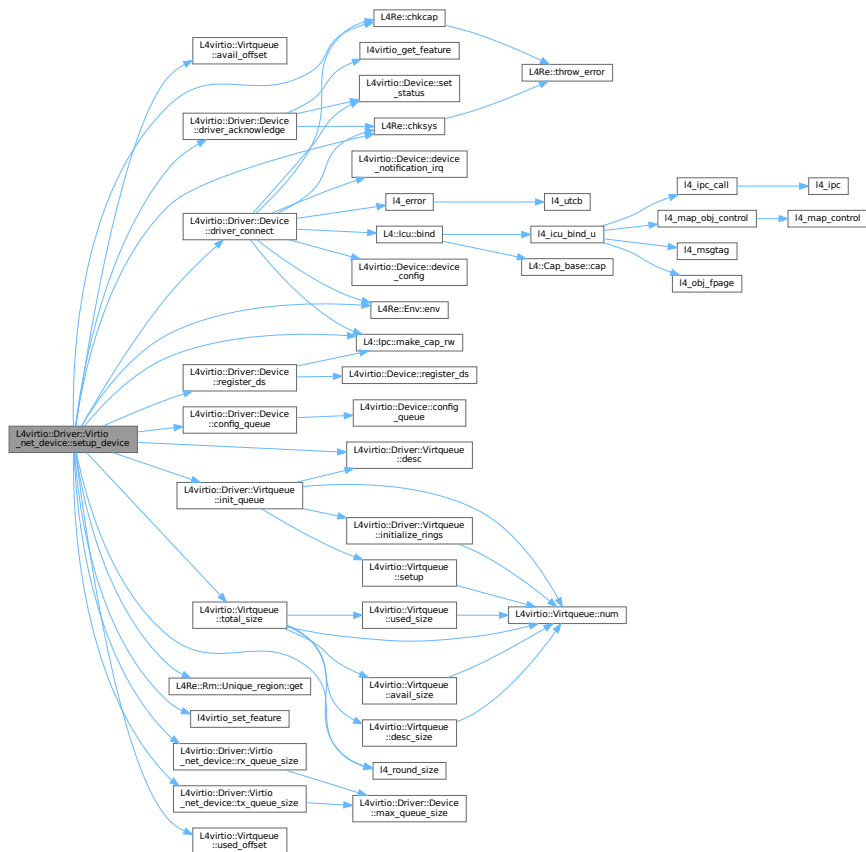 L4Re::chkcap
L4virtio::Virtqueue
::avail_offset
l4virtio_get_feature
L4Re::throw_error
L4virtio::Device::set
_status
L4virtio::Driver::Device
::driver_acknowledge
L4Re::chksys
L4virtio::Device::device
_notification_irq
l4_ipc_call
l4_ipc
l4_error
l4_utcb
L4virtio::Driver::Device
::driver_connect
L4::Icu::bind
l4_icu_bind_u
l4_map_obj_control
l4_map_control
l4_msgtag
L4virtio::Device::device
_config
L4::Cap_base::cap
l4_obj_fpage
L4Re::Env::env
L4::Ipc::make_cap_rw
L4virtio::Driver::Device
::register_ds
L4virtio::Device::register_ds
L4virtio::Driver::Device
::config_queue
L4virtio::Device::config
_queue
L4virtio::Driver::Virtio
_net_device::setup_device
L4virtio::Driver::Virtqueue
::desc
L4virtio::Driver::Virtqueue
::init_queue
L4virtio::Driver::Virtqueue
::initialize_rings
L4virtio::Virtqueue
::setup
L4virtio::Virtqueue
::total_size
L4virtio::Virtqueue
::used_size
L4virtio::Virtqueue::num
L4Re::Rm::Unique_region::get
L4virtio::Virtqueue
::avail_size
l4virtio_set_feature
L4virtio::Virtqueue
::desc_size
L4virtio::Driver::Virtio
_net_device::rx_queue_size
l4_round_size
L4virtio::Driver::Virtio
_net_device::tx_queue_size
L4virtio::Driver::Device
::max_queue_size
L4virtio::Virtqueue
::used_offset